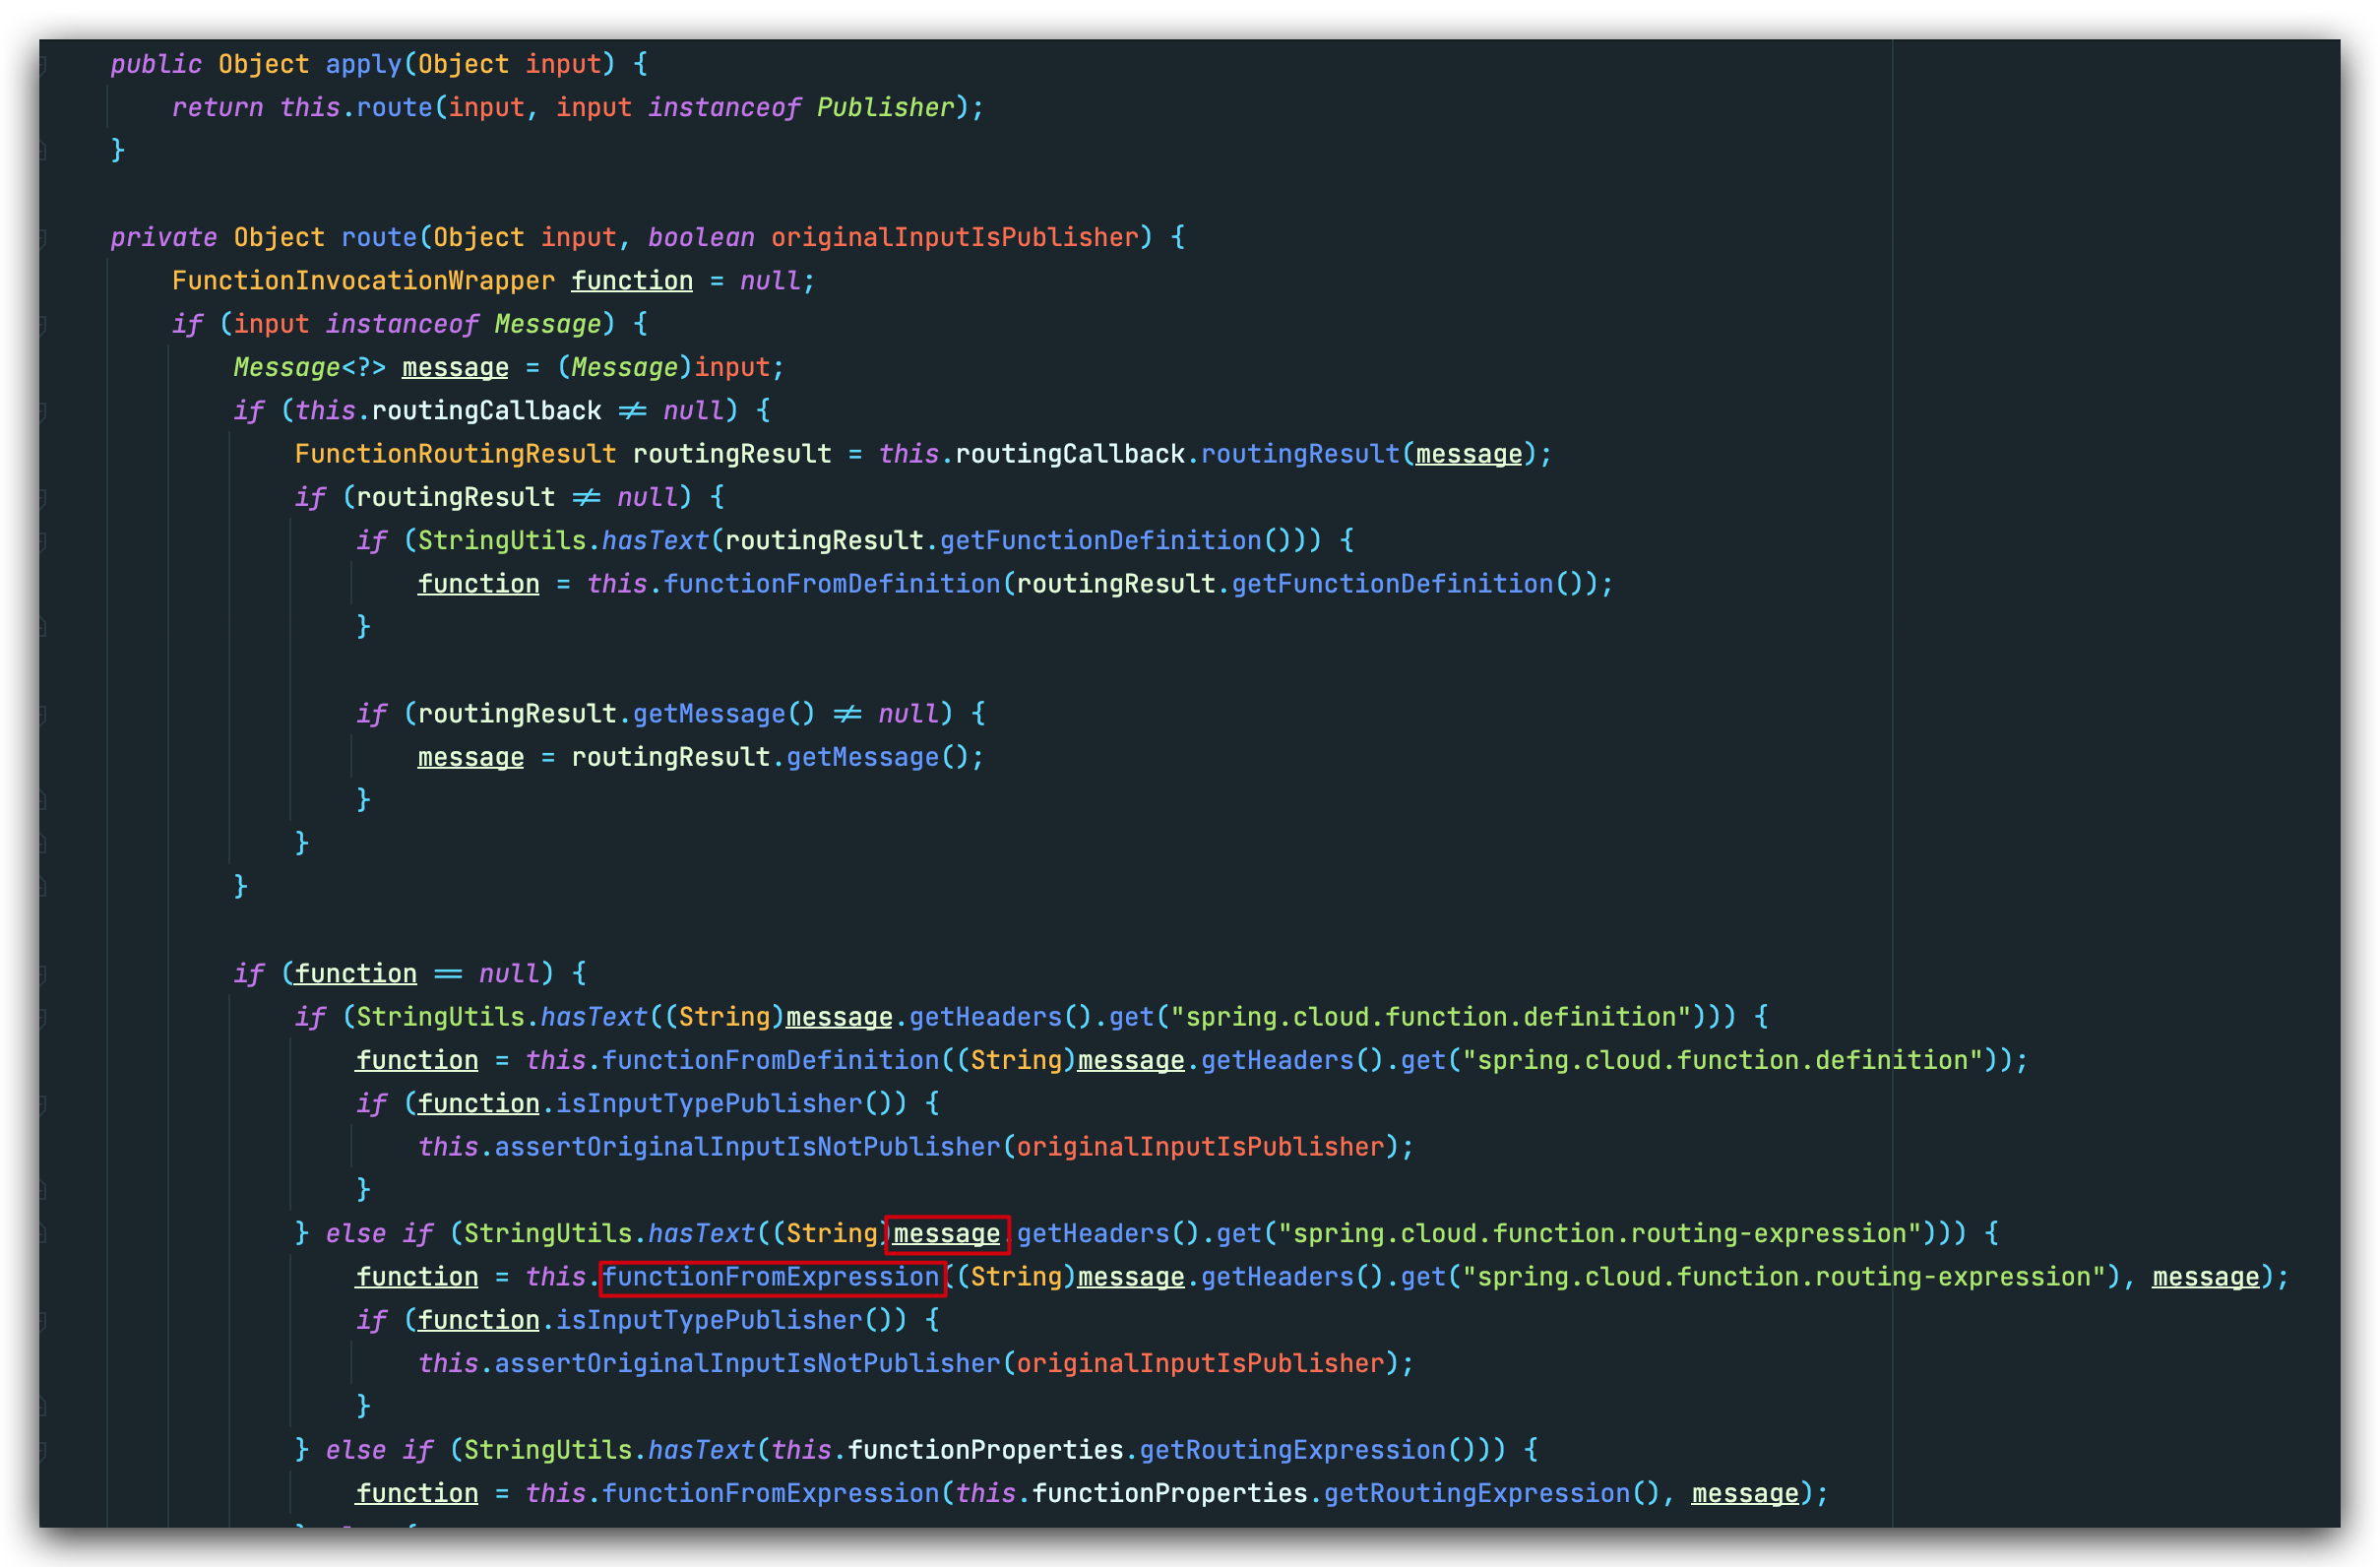 public Object apply(Object input) {
return this.route(input, input instanceof Publisher);
}
private Object route(Object input, boolean originalInputIsPublisher) {
FunctionInvocationWrapper function = null;
if (input instanceof Message) {
Message<?> message = (Message)input;
if (this.routingCallback ≠ null) {
FunctionRoutingResult routingResult = this.routingCallback.routingResult(message);
if (routingResult ≠ null) {
if (StringUtils.hasText(routingResult.getFunctionDefinition())) {
function = this.functionFromDefinition(routingResult.getFunctionDefinition());
}
if (routingResult.getMessage() ≠ null) {
message = routingResult.getMessage();
}
}
}
if (function == null) {
if (StringUtils.hasText((String)message.getHeaders().get("spring.cloud.function.definition"))) {
function = this.functionFromDefinition((String)message.getHeaders().get("spring.cloud.function.definition"));
if (function.isInputTypePublisher()) {
this.assertOriginalInputIsNotPublisher(originalInputIsPublisher);
}
} else if (StringUtils.hasText((String)message.getHeaders().get("spring.cloud.function.routing-expression"))) {
function = this.functionFromExpression((String)message.getHeaders().get("spring.cloud.function.routing-expression"), message);
if (function.isInputTypePublisher()) {
this.assertOriginalInputIsNotPublisher(originalInputIsPublisher);
}
} else if (StringUtils.hasText(this.functionProperties.getRoutingExpression())) {
function = this.functionFromExpression(this.functionProperties.getRoutingExpression(), message);